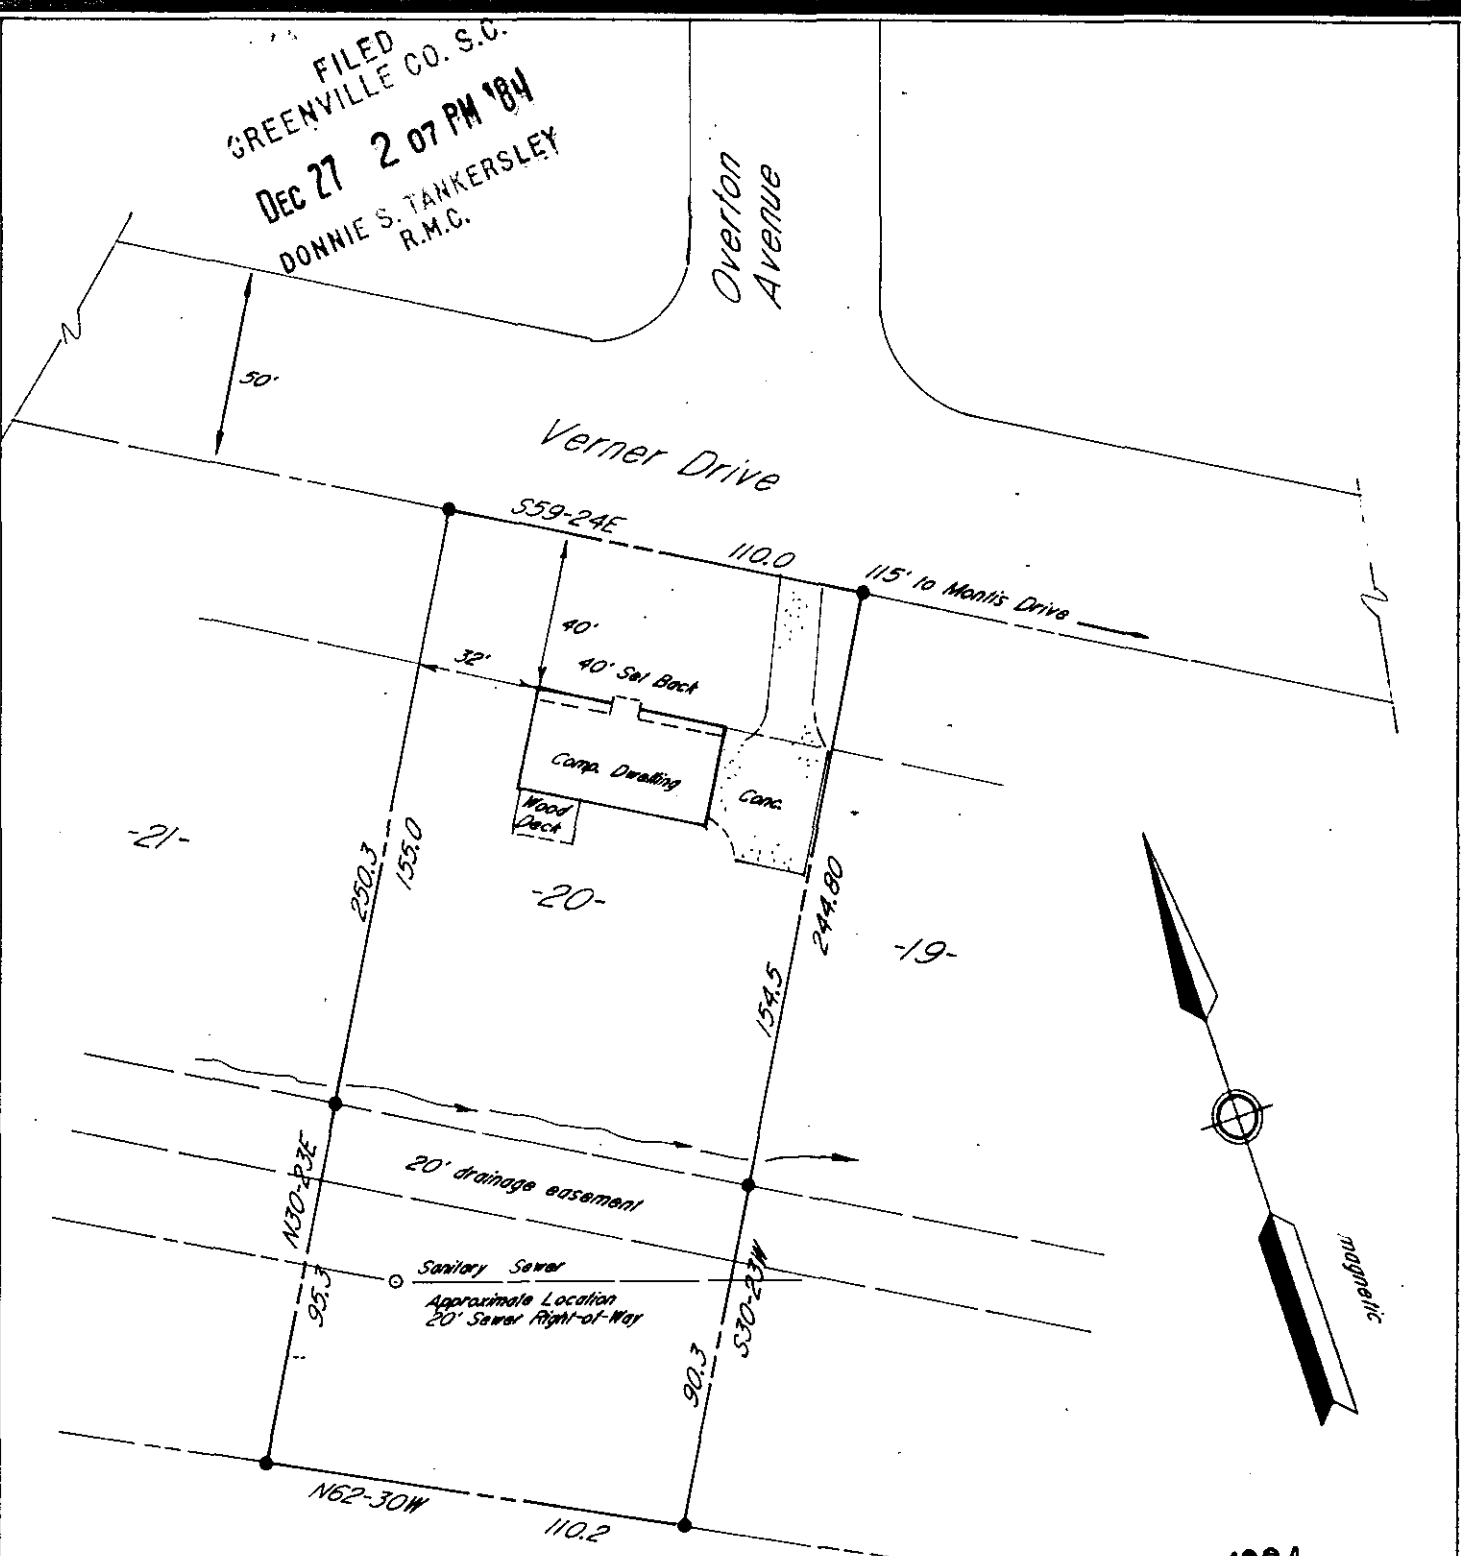 FILED
GREENVILLE CO. S.C.
DEC 27 2 07 PM '84
DONNIE S. TANKERSLEY
R.M.C.
Overton
Avenue
50'
Verner Drive
S59-24E
110.0
115' to Montis Drive
40'
32'
40' Set Back
Comp. Dwelling
Wood
Deck
Conc.
-21-
250.3
155.0
-20-
244.80
-19-
154.5
20' drainage easement
N30-23E
95.3
Sanitary Sewer
Approximate Location
20' Sewer Right-of-Way
S30-23W
90.3
magnetic
N62-30W
110.2